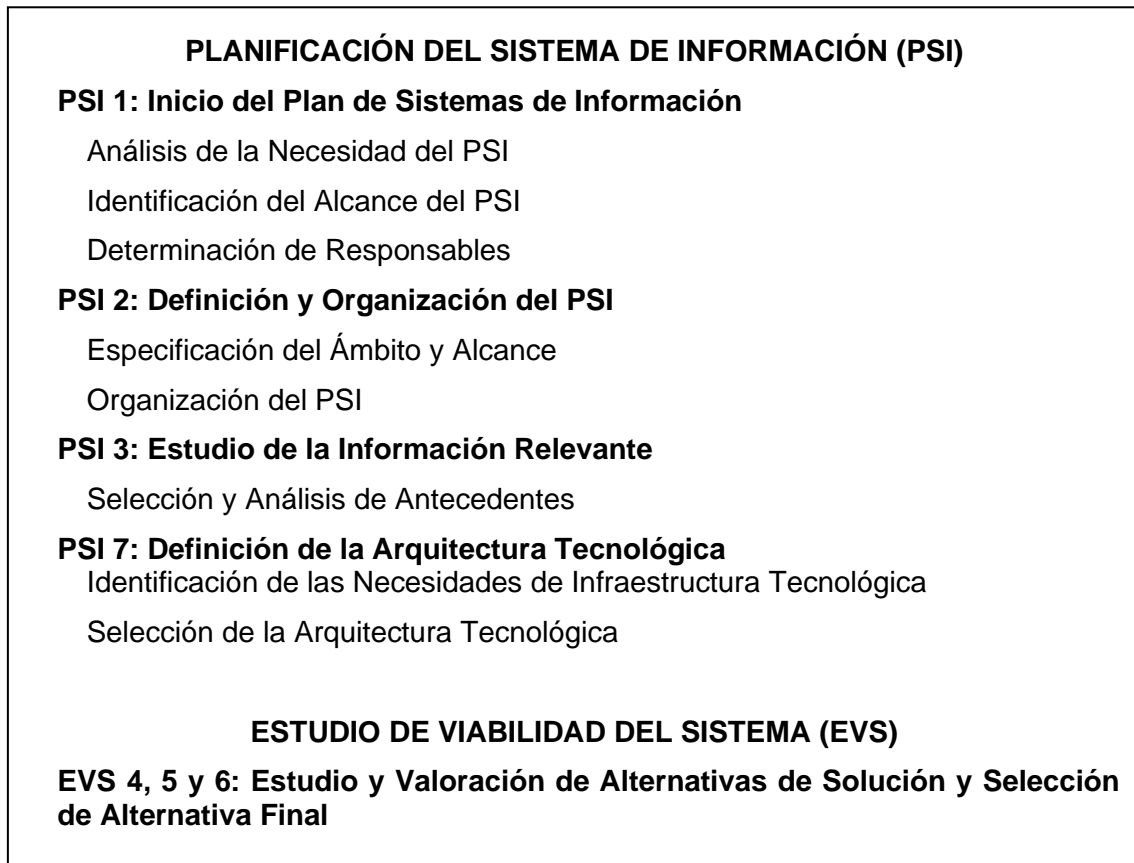 PLANIFICACIÓN DEL SISTEMA DE INFORMACIÓN (PSI)
PSI 1: Inicio del Plan de Sistemas de Información
Análisis de la Necesidad del PSI
Identificación del Alcance del PSI
Determinación de Responsables
PSI 2: Definición y Organización del PSI
Especificación del Ámbito y Alcance
Organización del PSI
PSI 3: Estudio de la Información Relevante
Selección y Análisis de Antecedentes
PSI 7: Definición de la Arquitectura Tecnológica
Identificación de las Necesidades de Infraestructura Tecnológica
Selección de la Arquitectura Tecnológica
ESTUDIO DE VIABILIDAD DEL SISTEMA (EVS)
EVS 4, 5 y 6: Estudio y Valoración de Alternativas de Solución y Selección
de Alternativa Final